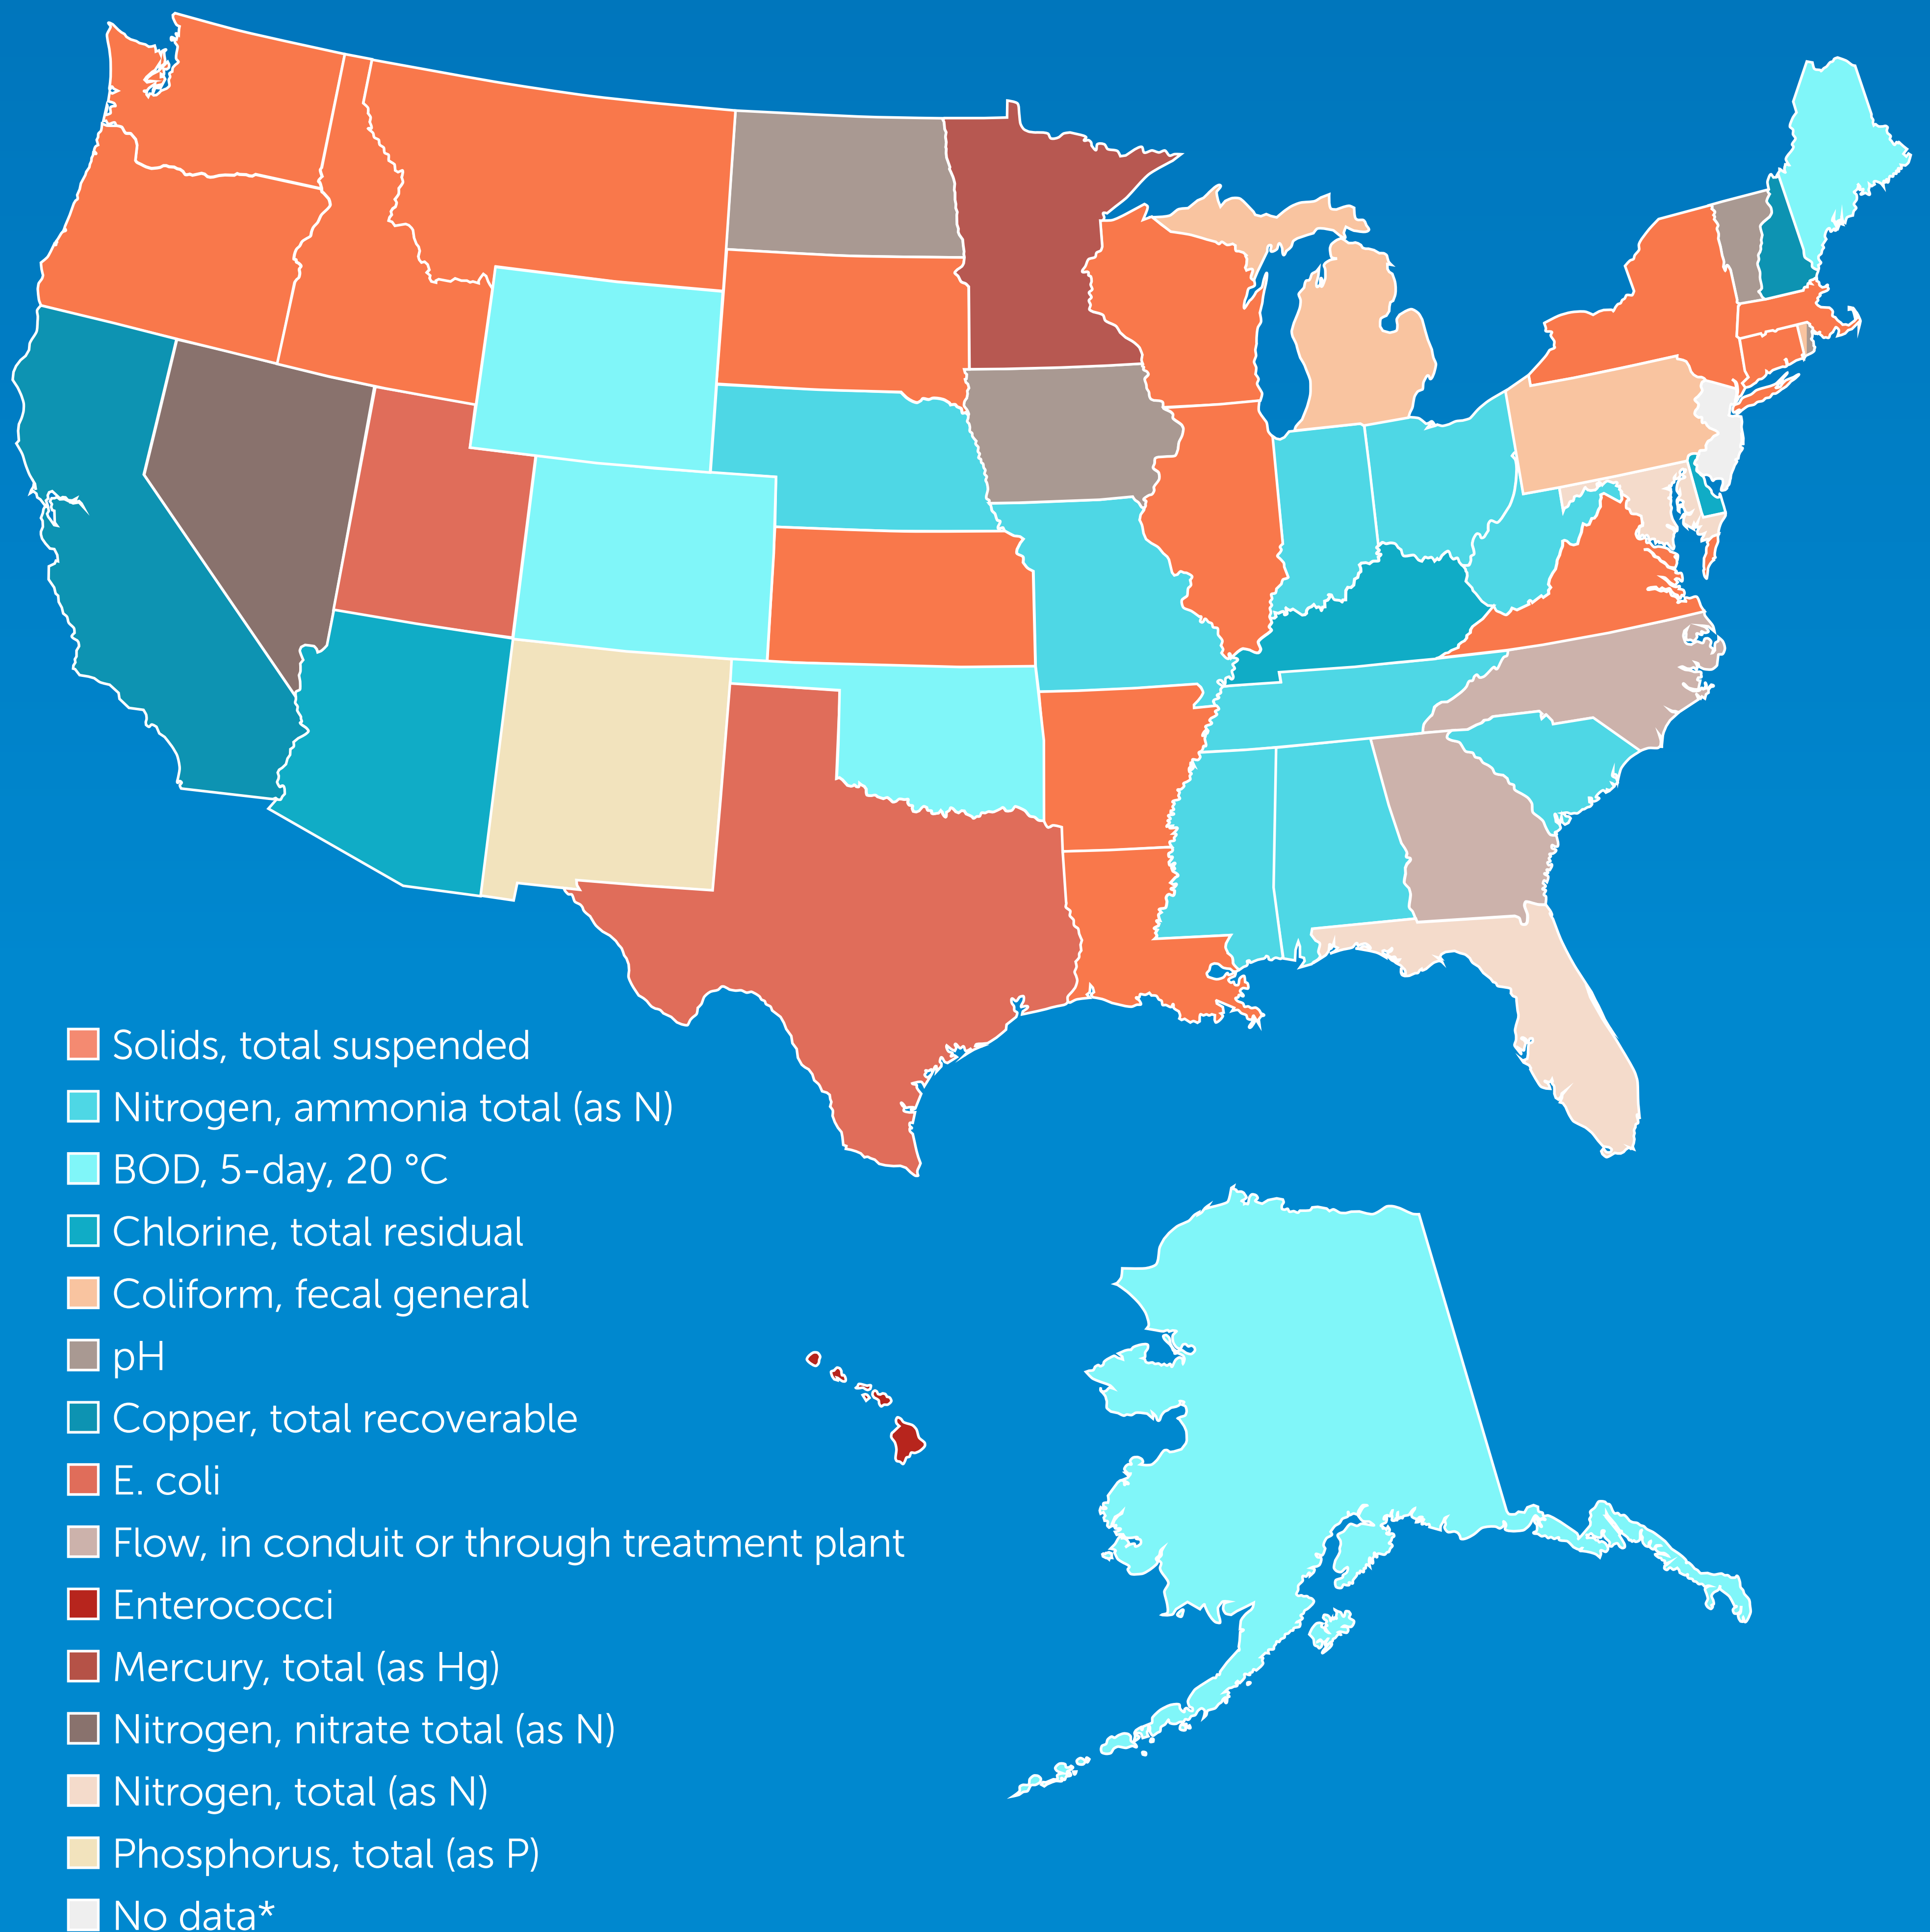 Solids, total suspended
Nitrogen, ammonia total (as N)
BOD, 5-day, 20 °C
Chlorine, total residual
Coliform, fecal general
pH
Copper, total recoverable
E. coli
Flow, in conduit or through treatment plant
Enterococci
Mercury, total (as Hg)
Nitrogen, nitrate total (as N)
Nitrogen, total (as N)
Phosphorus, total (as P)
No data*